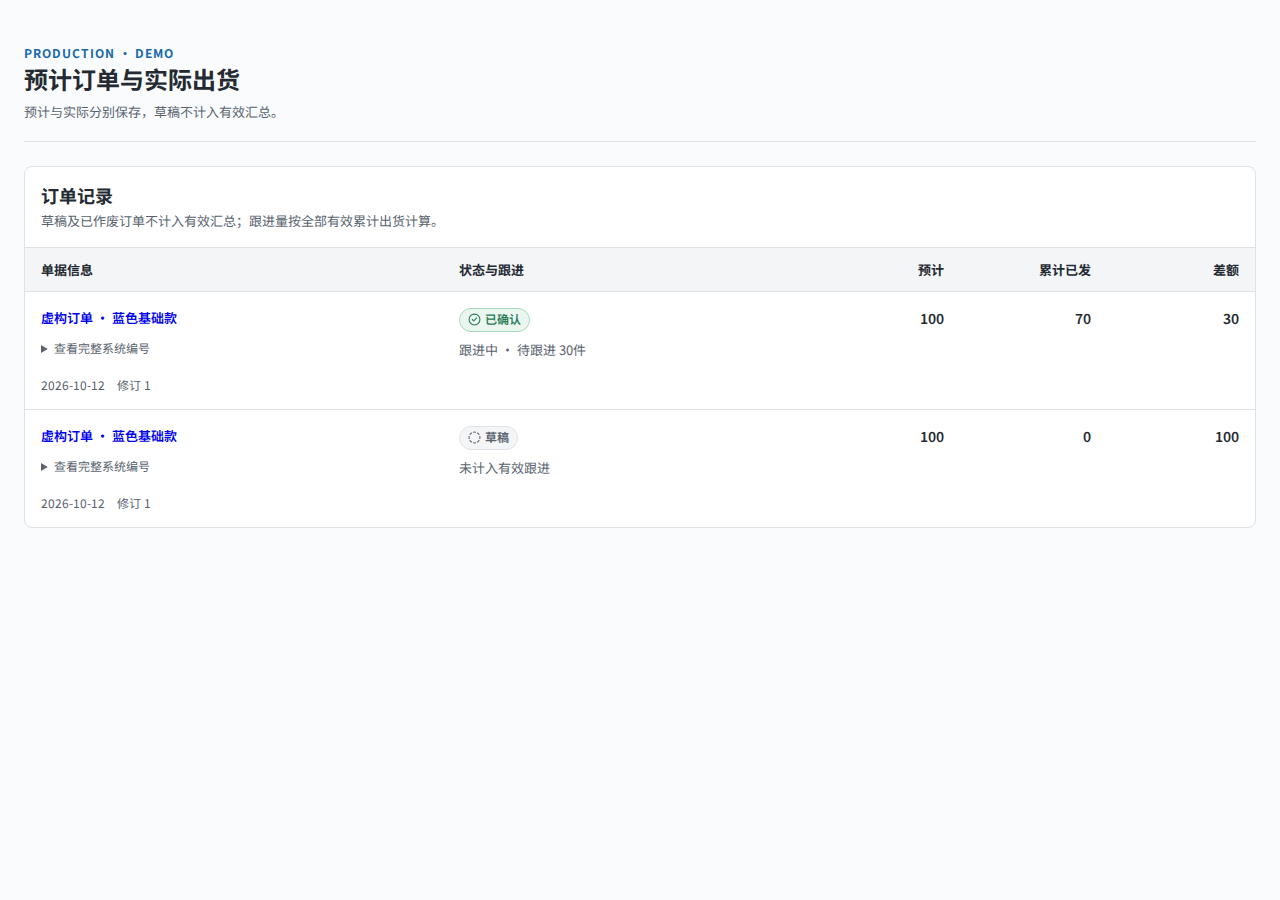 PRODUCTION · DEMO
预计订单与实际出货
预计与实际分别保存，草稿不计入有效汇总。
订单记录
草稿及已作废订单不计入有效汇总；跟进量按全部有效累计出货计算。
单据信息 状态与跟进 预计 累计已发 差额
虚构订单 · 蓝色基础款 已确认 100 70 30
查看完整系统编号 跟进中 · 待跟进 30件
2026-10-12 修订 1
虚构订单 · 蓝色基础款 草稿 100 0 100
查看完整系统编号 未计入有效跟进
2026-10-12 修订 1